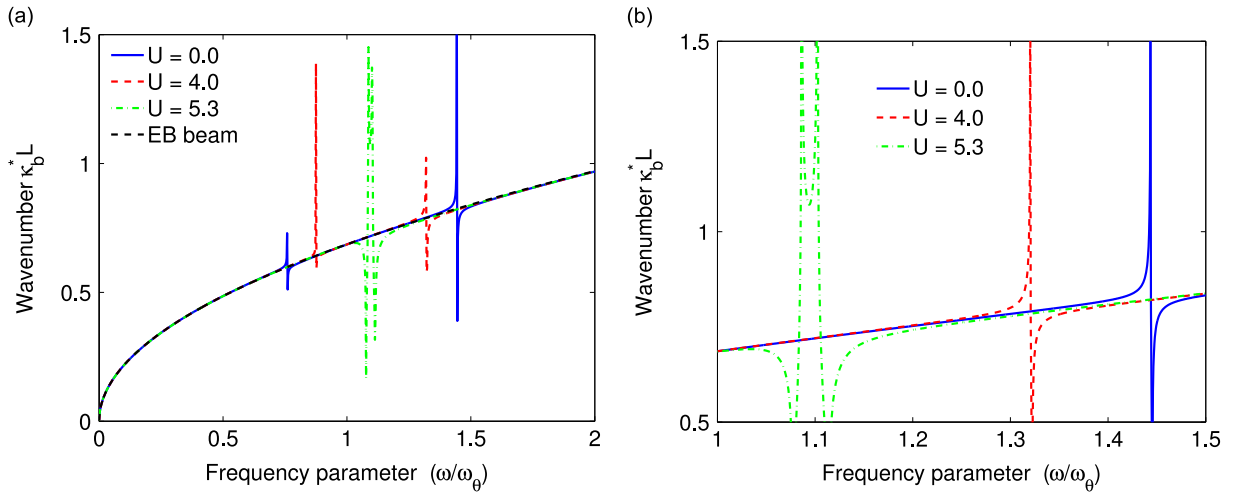 (a)
1.5
1
0.5
0
Wavenumber κ*bL
U = 0.0
U = 4.0
U = 5.3
EB beam
0 0.5 1 1.5 2
Frequency parameter (ω/ωθ)
(b)
1.5
1
0.5
Wavenumber κ*bL
U = 0.0
U = 4.0
U = 5.3
1 1.1 1.2 1.3 1.4 1.5
Frequency parameter (ω/ωθ)